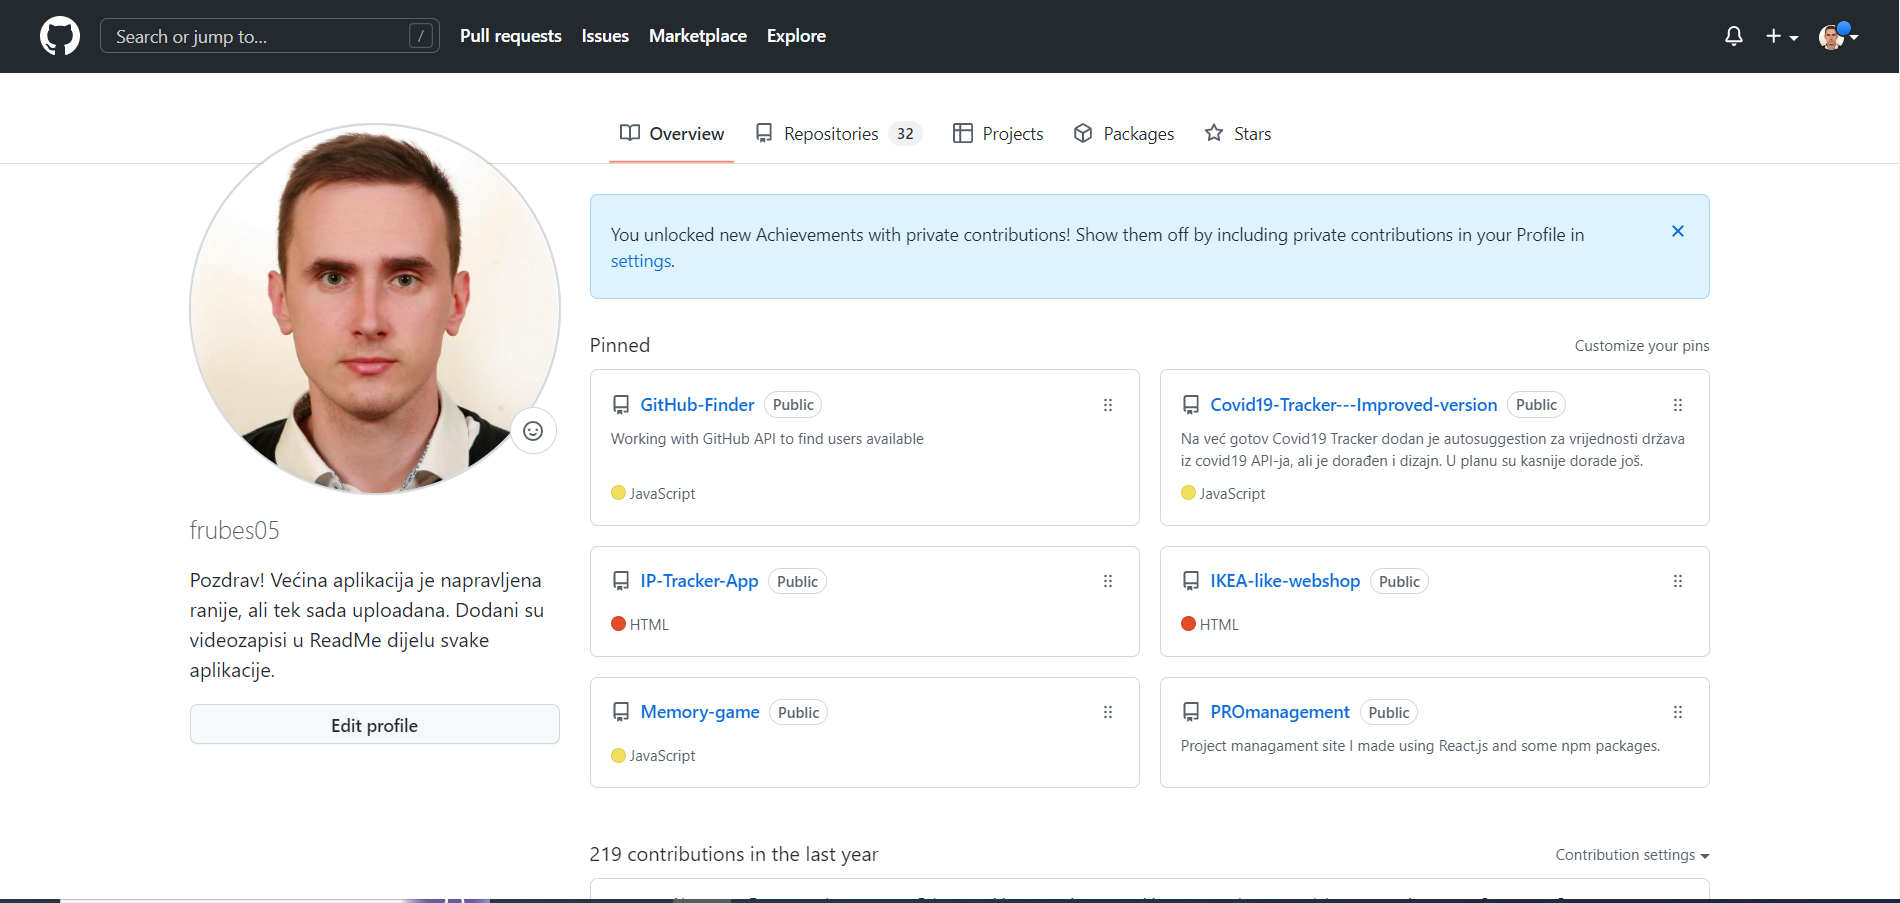 Search or jump to... /
Pull requests Issues Marketplace Explore
Overview Repositories 32 Projects Packages Stars
You unlocked new Achievements with private contributions! Show them off by including private contributions in your Profile in
settings.
Pinned
Customize your pins
GitHub-Finder Public
Working with GitHub API to find users available
JavaScript
Covid19-Tracker---Improved-version Public
Na već gotov Covid19 Tracker dodan je autosuggestion za vrijednosti država
iz covid19 API-ja, ali je dorađen i dizajn. U planu su kasnije dorade još.
JavaScript
IP-Tracker-App Public
HTML
IKEA-like-webshop Public
HTML
Memory-game Public
JavaScript
PROmanagement Public
Project managament site I made using React.js and some npm packages.
frubes05
Pozdrav! Većina aplikacija je napravljena
ranije, ali tek sada uploadana. Dodani su
videozapisi u ReadMe dijelu svake
aplikacije.
Edit profile
219 contributions in the last year
Contribution settings